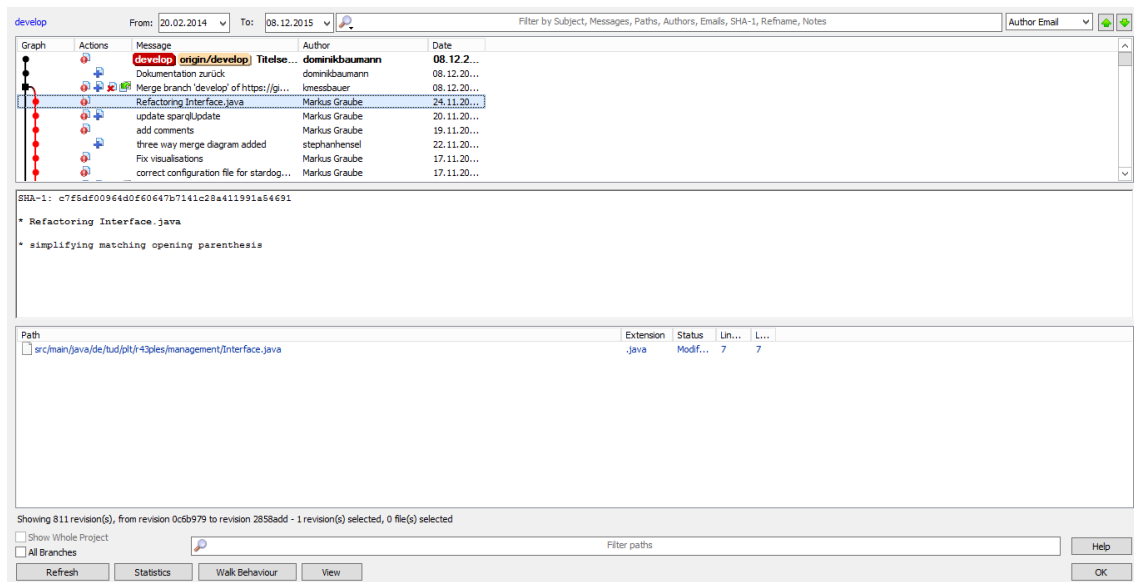 develop From: 20.02.2014 To: 08.12.2015 Filter by Subject, Messages, Paths, Authors, Emails, SHA-1, Refname, Notes Author Email
Graph Actions Message Author Date
develop origin/develop Titelse... dominikbaumann 08.12.2...
Dokumentation zurück dominikbaumann 08.12.20...
Merge branch 'develop' of https://gi... kmessbauer 08.12.20...
Refactoring Interface.java Markus Graube 24.11.20...
update sparqlUpdate Markus Graube 20.11.20...
add comments Markus Graube 19.11.20...
three way merge diagram added stephanhensel 22.11.20...
Fix visualisations Markus Graube 17.11.20...
correct configuration file for stardog... Markus Graube 17.11.20...
SHA-1: c7f5df00964d0f60647b7141c28a411991a54691
* Refactoring Interface.java
* simplifying matching opening parenthesis
Path Extension Status Lin... L...
src/main/java/de/tud/plt/r43ples/management/Interface.java .java Modif... 7 7
Showing 811 revision(s), from revision 0c6b979 to revision 2858add - 1 revision(s) selected, 0 file(s) selected
Show Whole Project
All Branches Filter paths Help
Refresh Statistics Walk Behaviour View OK